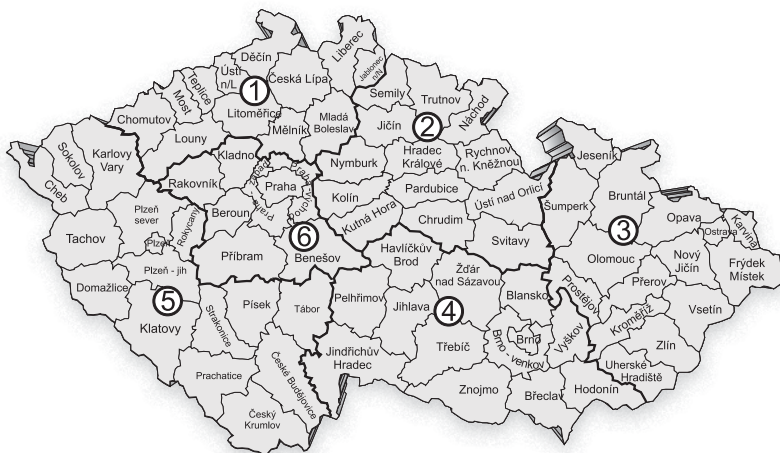 Liberec
Děčín
Jablonec
n/N
Ústí
n/L
Česká Lípa
Teplice
Most
1
Semily
Trutnov
Náchod
Chomutov
Litoměřice
Mladá
Boleslav
Mělník
Jičín
2
Louny
Sokolov
Karlovy
Vary
Cheb
Kladno
Nymburk
Hradec
Králové
Rychnov
n. Kněžnou
Jeseník
Rakovník
Praha
Kolín
Pardubice
Ústí nad Orlicí
Šumperk
Bruntál
Plzeň
sever
Rokycany
Beroun
Kutná Hora
Chrudim
Opava
Karviná
Ostrava
3
Tachov
Plzeň
6
Svitavy
Příbram
Benešov
Havlíčkův
Brod
Olomouc
Nový
Jičín
Frýdek
Místek
Plzeň - jih
Žďár
nad Sázavou
Přerov
Domažlice
5
Písek
Tábor
Pelhřimov
Jihlava
4
Blansko
Prostějov
Vsetín
Klatovy
Strakonice
Kroměříž
Třebíč
Brno
Brno - venkov
Vyškov
Zlín
Jindřichův
Hradec
Uherské
Hradiště
Prachatice
České Budějovice
Znojmo
Břeclav
Hodonín
Český
Krumlov